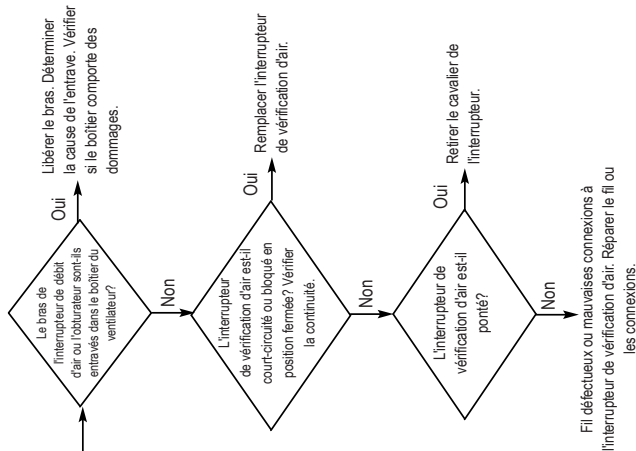 Le bras de
l'interrupteur de débit
d'air ou l'obturateur sont-ils
entravés dans le boîtier du
ventilateur?
Oui
Libérer le bras. Déterminer
la cause de l'entrave. Vérifier
si le boîtier comporte des
dommages.
Non
L'interrupteur
de vérification d'air est-il
court-circuité ou bloqué en
position fermée? Vérifier
la continuité.
Oui
Remplacer l'interrupteur
de vérification d'air.
Non
L'interrupteur de
vérification d'air est-il
ponté?
Oui
Retirer le cavalier de
l'interrupteur.
Non
Fil défectueux ou mauvaises connexions à
l'interrupteur de vérification d'air. Réparer le fil ou
les connexions.